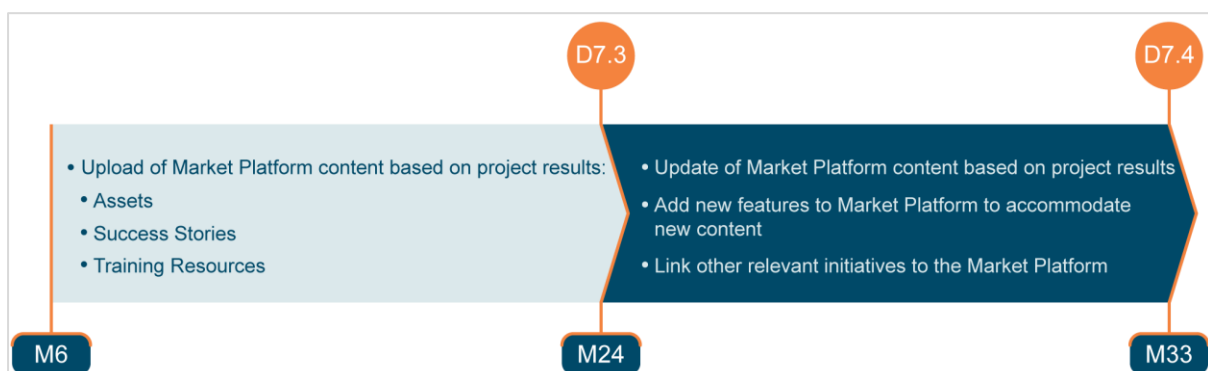 D7.3
D7.4
• Upload of Market Platform content based on project results:
• Assets
• Success Stories
• Training Resources
• Update of Market Platform content based on project results
• Add new features to Market Platform to accommodate
new content
• Link other relevant initiatives to the Market Platform
M6
M24
M33